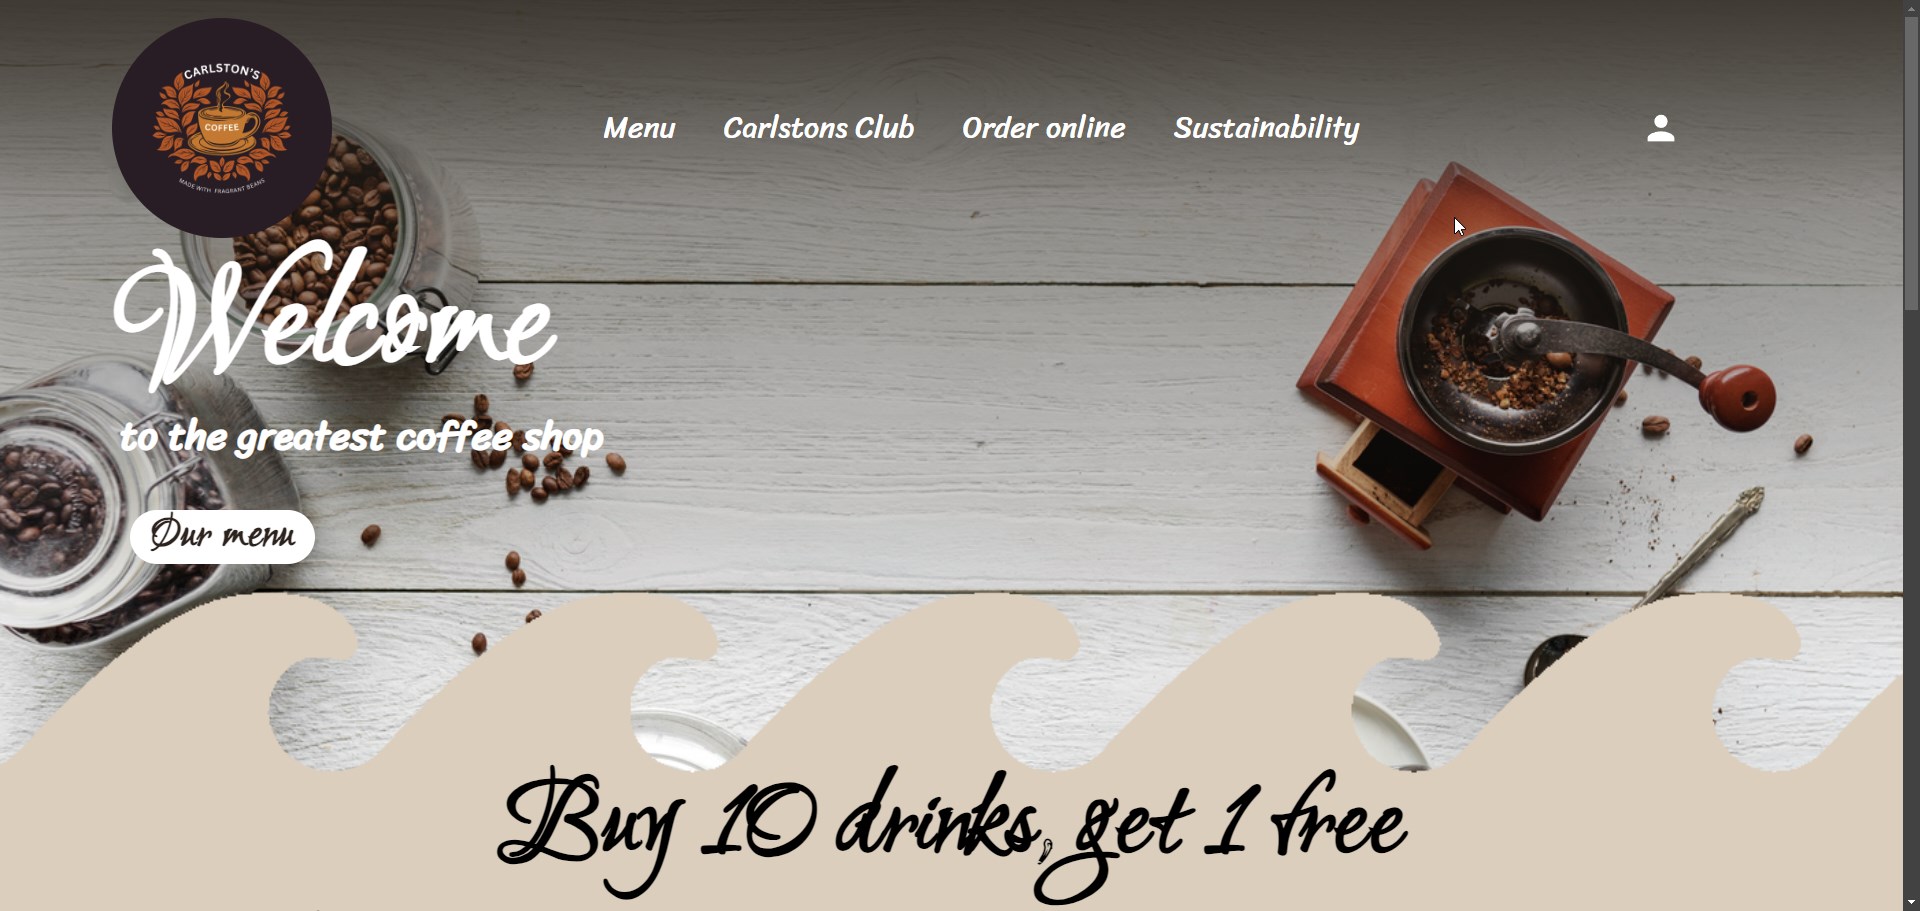 CARLSTON'S
COFFEE
MADE WITH FRAGRANT BEANS
Menu Carlstons Club Order online Sustainability
Welcome
to the greatest coffee shop
Our menu
Buy 10 drinks, get 1 free